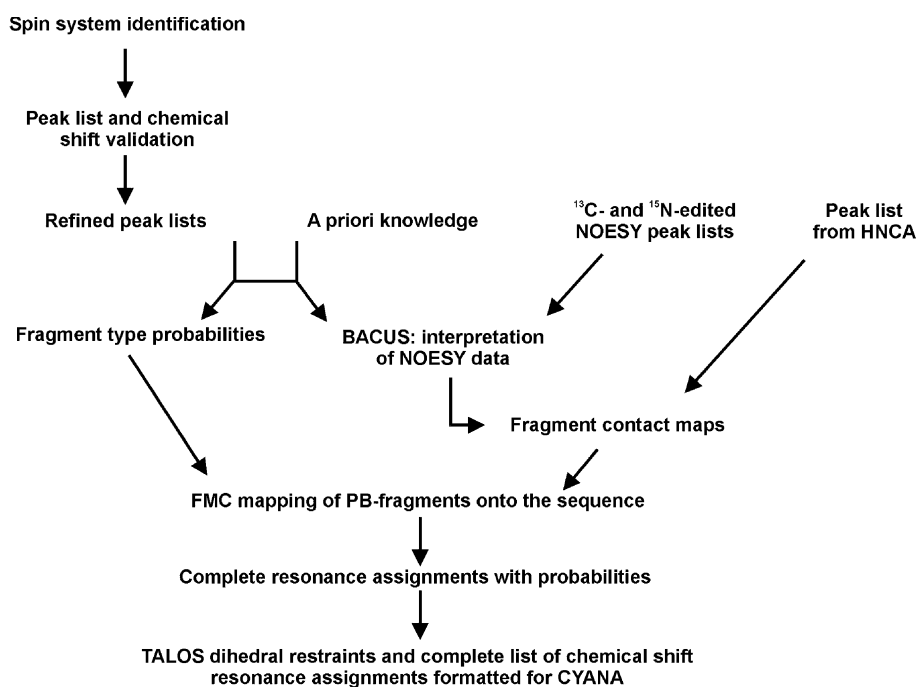 Spin system identification
Peak list and chemical
shift validation
Refined peak lists
A priori knowledge
¹³C- and ¹⁵N-edited
NOESY peak lists
Peak list
from HNCA
Fragment type probabilities
BACUS: interpretation
of NOESY data
Fragment contact maps
FMC mapping of PB-fragments onto the sequence
Complete resonance assignments with probabilities
TALOS dihedral restraints and complete list of chemical shift
resonance assignments formatted for CYANA